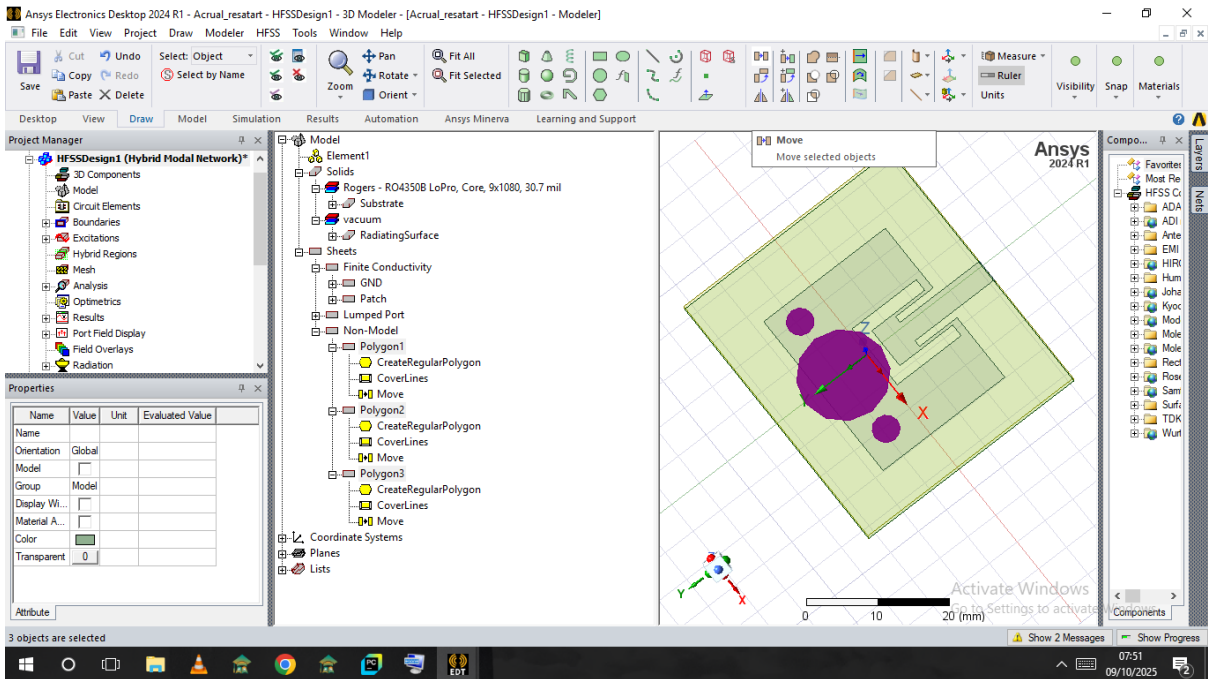 Ansys Electronics Desktop 2024 R1 - Acrual_resatart - HFSSDesign1 - 3D Modeler - [Acrual_resatart - HFSSDesign1 - Modeler]
File Edit View Project Draw Modeler HFSS Tools Window Help
Save
Cut
Copy
Paste
Undo
Redo
Delete
Select: Object
Select by Name
Zoom
Pan
Rotate
Orient
Fit All
Fit Selected
Measure
Ruler
Units
Visibility
Snap
Materials
Desktop View Draw Model Simulation Results Automation Ansys Minerva Learning and Support
Project Manager
HFSSDesign1 (Hybrid Modal Network)*
3D Components
Model
Circuit Elements
Boundaries
Excitations
Hybrid Regions
Mesh
Analysis
Optimetrics
Results
Port Field Display
Field Overlays
Radiation
Properties
Name Value Unit Evaluated Value
Name
Orientation Global
Model
Group Model
Display Wi...
Material A...
Color
Transparent 0
Attribute
Model
Element1
Solids
Rogers - RO4350B LoPro, Core, 9x1080, 30.7 mil
Substrate
vacuum
RadiatingSurface
Sheets
Finite Conductivity
GND
Patch
Lumped Port
Non-Model
Polygon1
CreateRegularPolygon
CoverLines
Move
Polygon2
CreateRegularPolygon
CoverLines
Move
Polygon3
CreateRegularPolygon
CoverLines
Move
Coordinate Systems
Planes
Lists
Move
Move selected objects
Ansys
2024 R1
Z
X
Y
X
0 10 20 (mm)
Activate Windows
Go to Settings to activate Windows.
Compo...
Favorites
Most Re
HFSS Co
ADA
ADI
Ante
EMI
HIRO
Hum
Joha
Kyoc
Mod
Mole
Mole
Rect
Rose
Sam
Surfa
TDK
Wurt
Components
Layers
Nets
3 objects are selected
Show 2 Messages
Show Progress
PC
EDT
07:51
09/10/2025
2